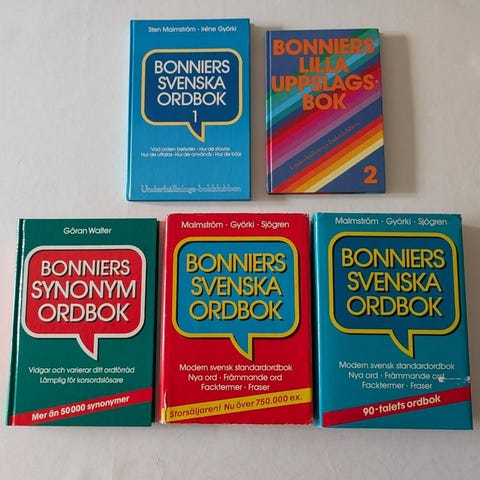 Sten Malmström · Iréne Györki
BONNIERS
SVENSKA
ORDBOK
1
Vad orden betyder · Hur de stavas
Hur de uttalas · Hur de används · Hur de böjs
Underhållnings-bokklubben
BONNIERS
LILLA
UPPSLAGS-
BOK
Underhållnings-bokklubben
2
Göran Walter
BONNIERS
SYNONYM
ORDBOK
Vidgar och varierar ditt ordförråd
Lämplig för korsordslösare
Mer än 50 000 synonymer
Malmström · Györki · Sjögren
BONNIERS
SVENSKA
ORDBOK
Modern svensk standardordbok
Nya ord · Främmande ord
Facktermer · Fraser
Storsäljaren! Nu över 750.000 ex.
Malmström · Györki · Sjögren
BONNIERS
SVENSKA
ORDBOK
Modern svensk standardordbok
Nya ord · Främmande ord
Facktermer · Fraser
90-talets ordbok